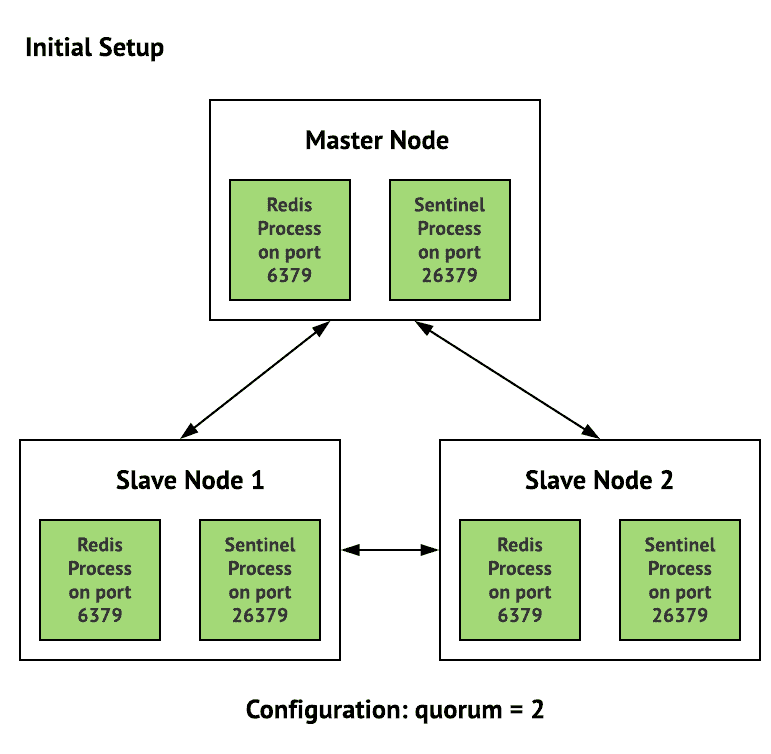 Initial Setup
Master Node
Redis
Process
on port
6379
Sentinel
Process
on port
26379
Slave Node 1
Redis
Process
on port
6379
Sentinel
Process
on port
26379
Slave Node 2
Redis
Process
on port
6379
Sentinel
Process
on port
26379
Configuration: quorum = 2